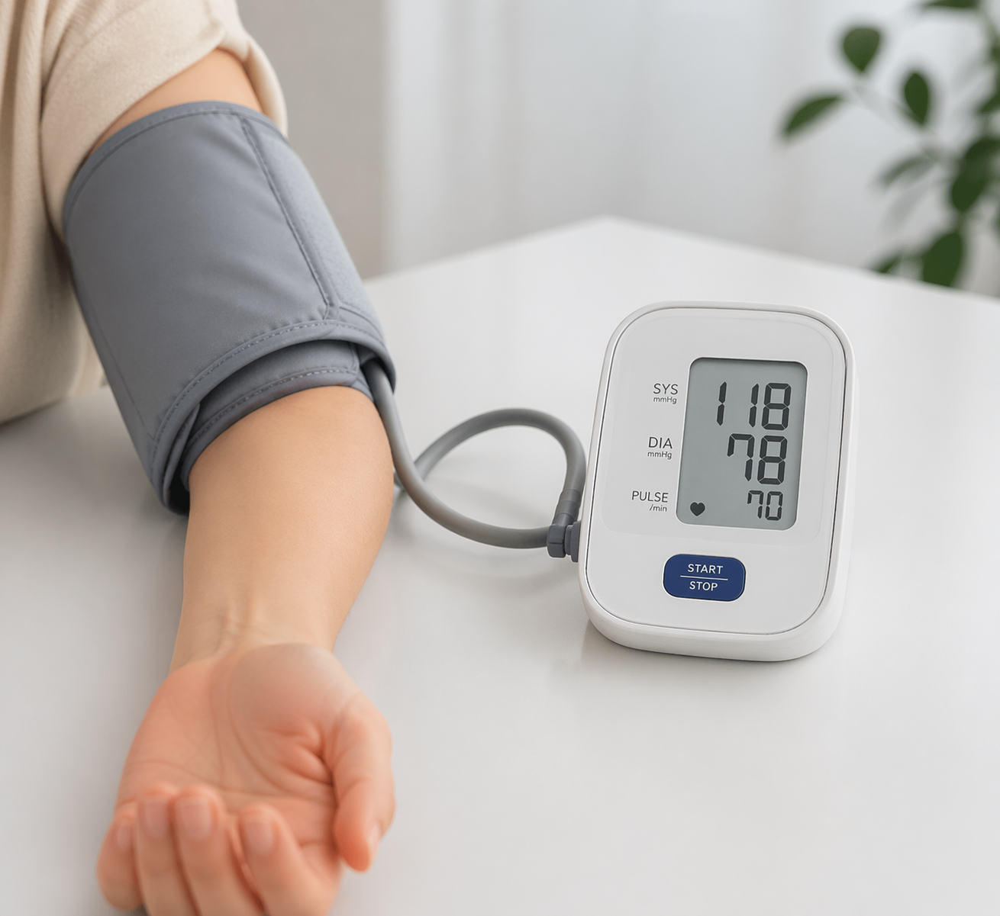 SYS 118
mmHg
DIA 78
mmHg
PULSE 70
/min
START
STOP